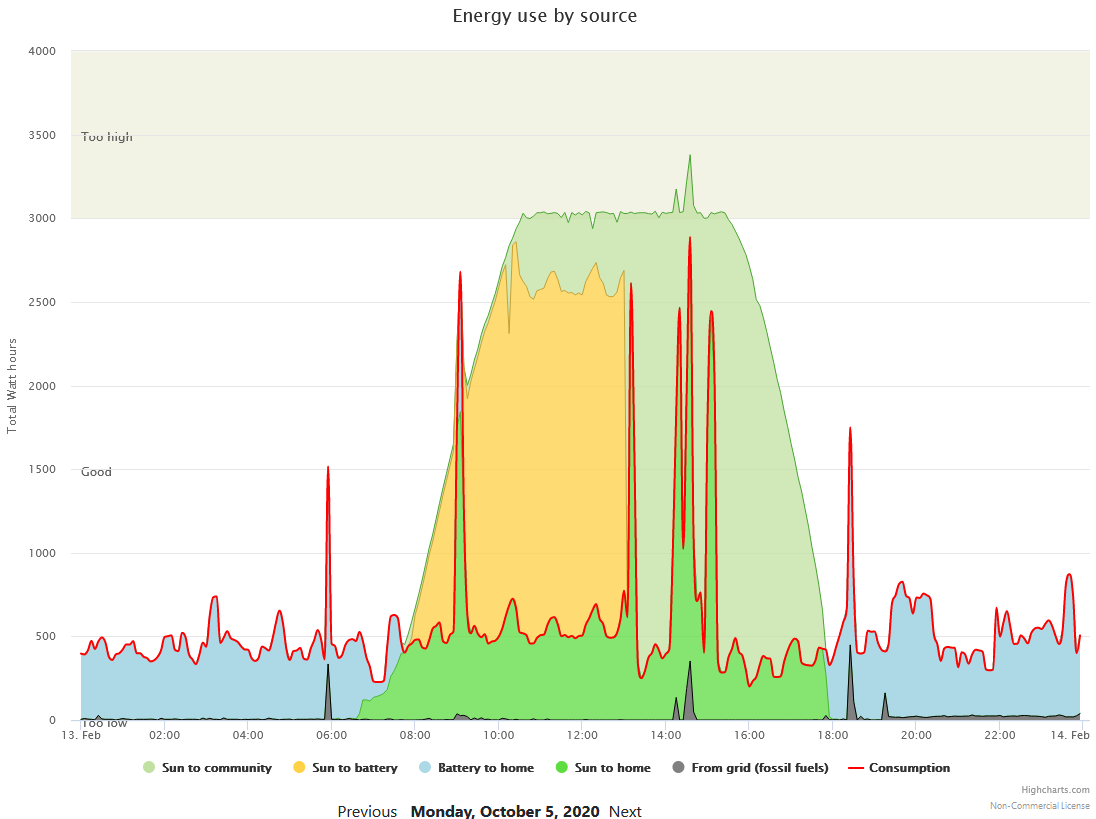 Energy use by source
4000
3500
3000
2500
2000
1500
1000
500
0
Total Watt hours
Too high
Good
Too low
13. Feb 02:00 04:00 06:00 08:00 10:00 12:00 14:00 16:00 18:00 20:00 22:00 14. Feb
Sun to community Sun to battery Battery to home Sun to home From grid (fossil fuels) Consumption
Highcharts.com
Non-Commercial License
Previous Monday, October 5, 2020 Next